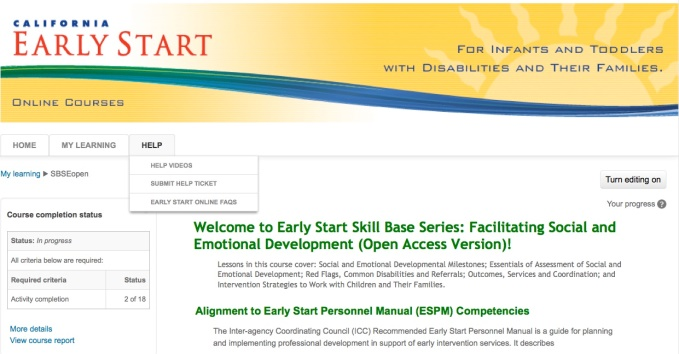 CALIFORNIA
EARLY START
FOR INFANTS AND TODDLERS
WITH DISABILITIES AND THEIR FAMILIES.
ONLINE COURSES
HOME MY LEARNING HELP
HELP VIDEOS
SUBMIT HELP TICKET
EARLY START ONLINE FAQS
My learning ▶ SBSEopen
Turn editing on
Your progress ?
Course completion status
Status: In progress
All criteria below are required:
Required criteria Status
Activity completion 2 of 18
More details
View course report
Welcome to Early Start Skill Base Series: Facilitating Social and
Emotional Development (Open Access Version)!
Lessons in this course cover: Social and Emotional Developmental Milestones; Essentials of Assessment of Social and
Emotional Development; Red Flags, Common Disabilities and Referrals; Outcomes, Services and Coordination; and
Intervention Strategies to Work with Children and Their Families.
Alignment to Early Start Personnel Manual (ESPM) Competencies
The Inter-agency Coordinating Council (ICC) Recommended Early Start Personnel Manual is a guide for planning
and implementing professional development in support of early intervention services. It describes